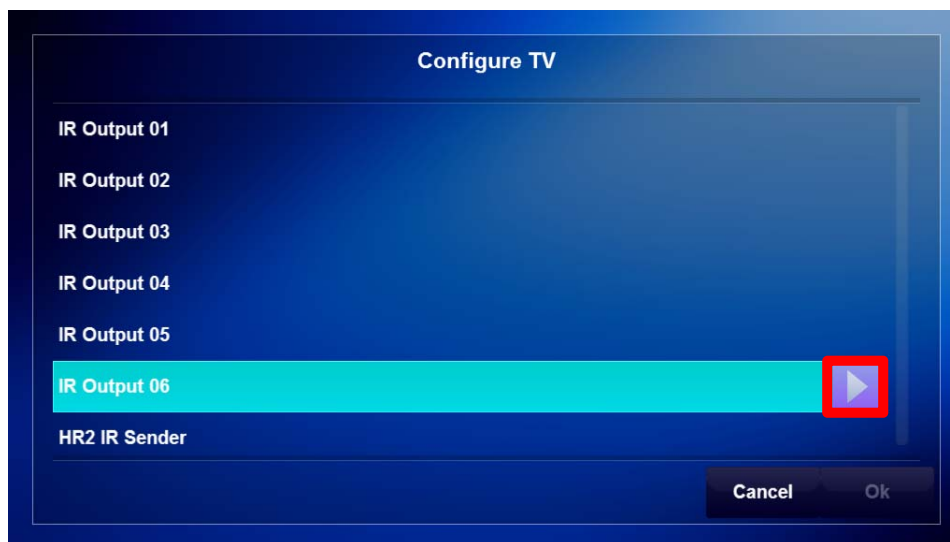 Configure TV
IR Output 01
IR Output 02
IR Output 03
IR Output 04
IR Output 05
IR Output 06
HR2 IR Sender
Cancel Ok